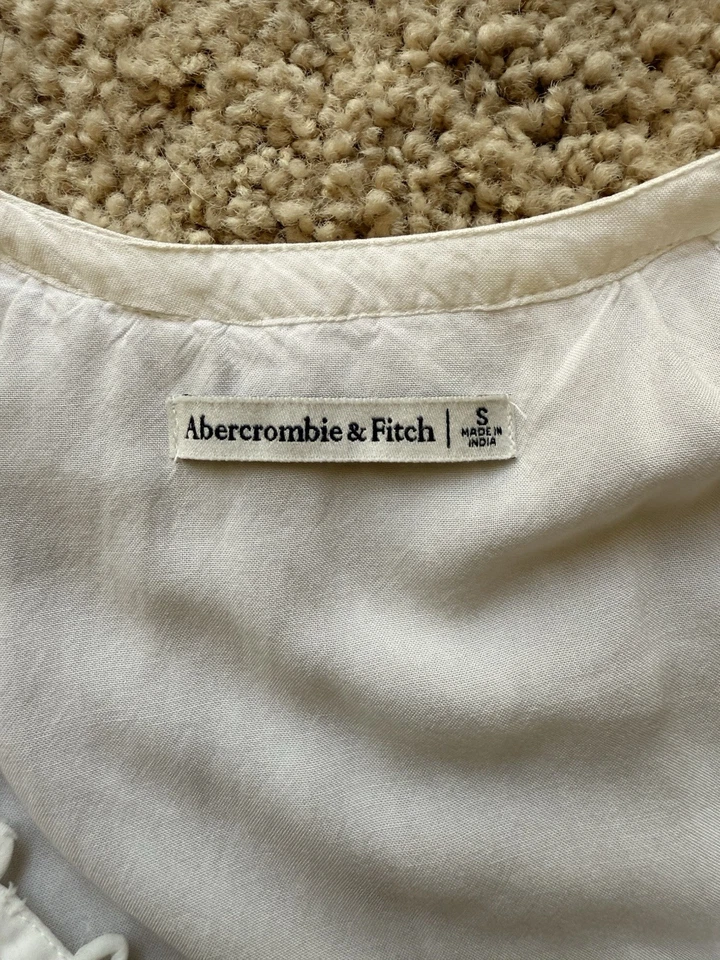 Abercrombie & Fitch | S
MADE IN
INDIA